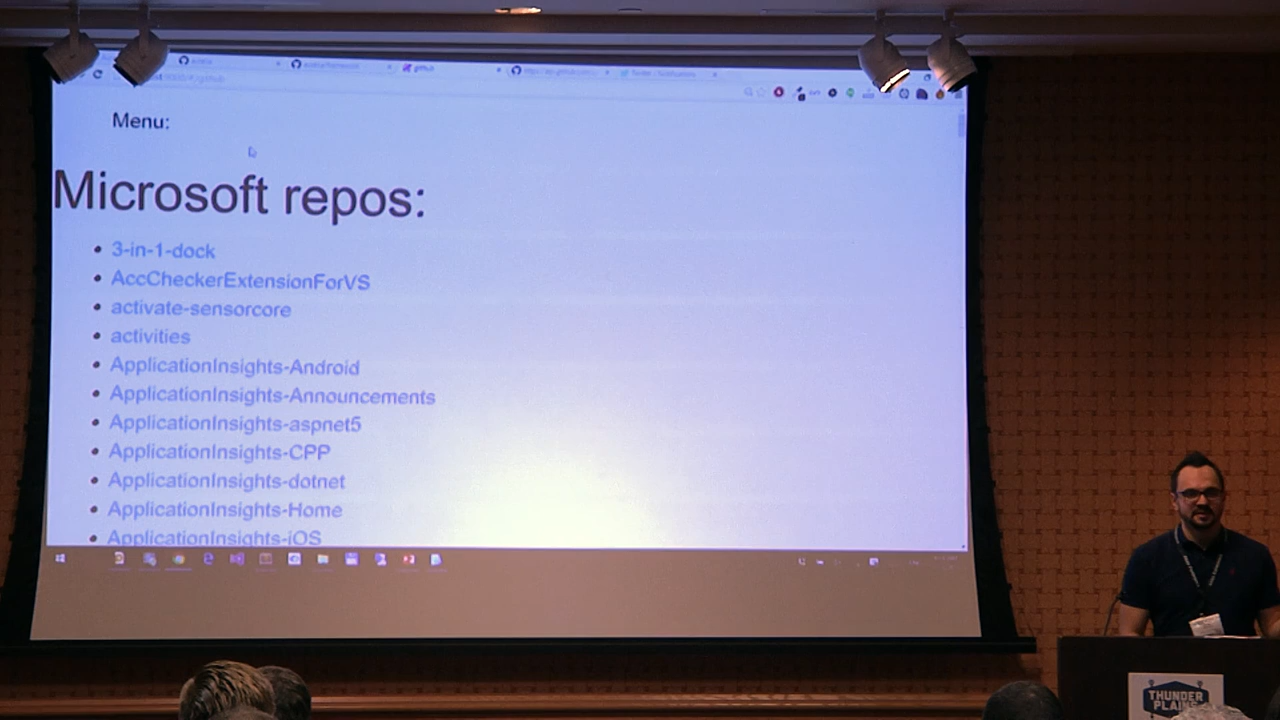 github
Menu:
Microsoft repos:
3-in-1-dock
AccCheckerExtensionForVS
activate-sensorcore
activities
ApplicationInsights-Android
ApplicationInsights-Announcements
ApplicationInsights-aspnet5
ApplicationInsights-CPP
ApplicationInsights-dotnet
ApplicationInsights-Home
ApplicationInsights-iOS
THUNDER
PLAINS